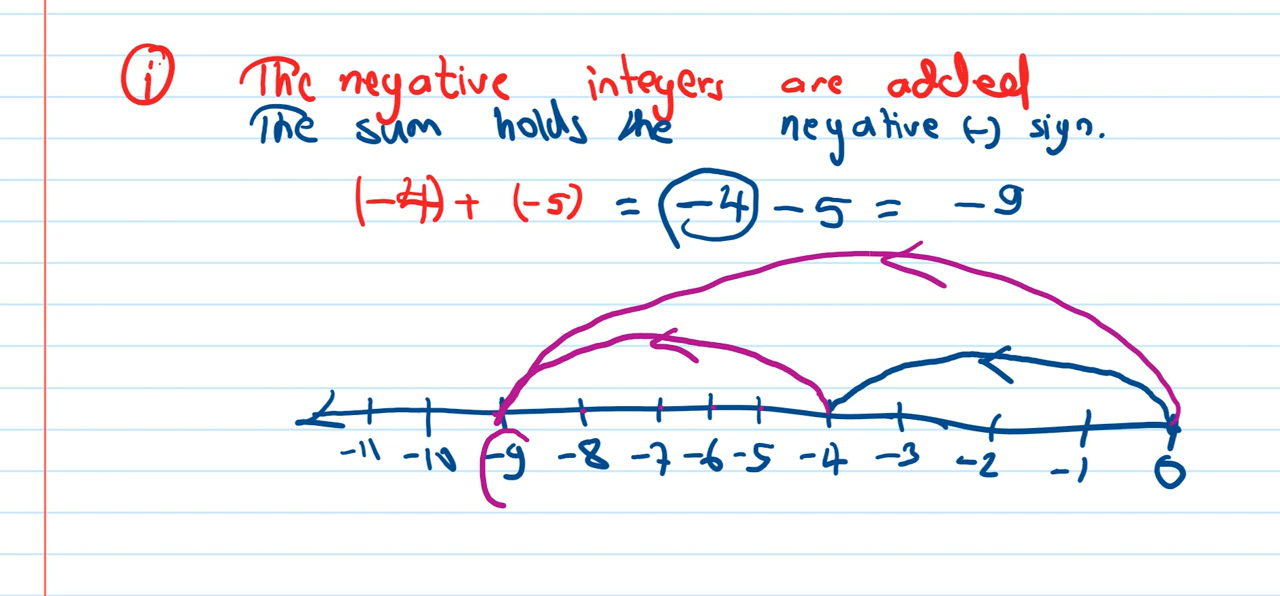 i The negative integers are added
The sum holds the negative (-) sign.
(-4) + (-5) = -4 - 5 = -9
-11 -10 -9 -8 -7 -6 -5 -4 -3 -2 -1 0